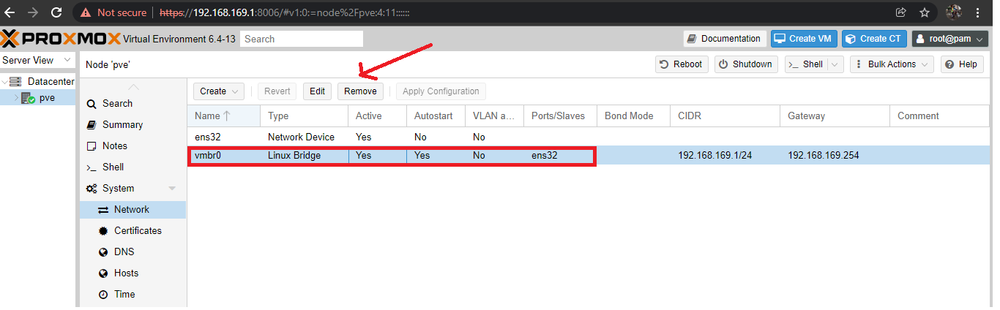 Not secure | https://192.168.169.1:8006/#v1:0:=node%2Fpve:4:11::::::
PROXMOX Virtual Environment 6.4-13 Search Documentation Create VM Create CT root@pam
Server View Node 'pve' Reboot Shutdown >_ Shell Bulk Actions Help
Datacenter
pve
Search
Summary
Notes
>_ Shell
System
Network
Certificates
DNS
Hosts
Time
Create Revert Edit Remove Apply Configuration
Name Type Active Autostart VLAN a... Ports/Slaves Bond Mode CIDR Gateway Comment
ens32 Network Device Yes No No
vmbr0 Linux Bridge Yes Yes No ens32 192.168.169.1/24 192.168.169.254